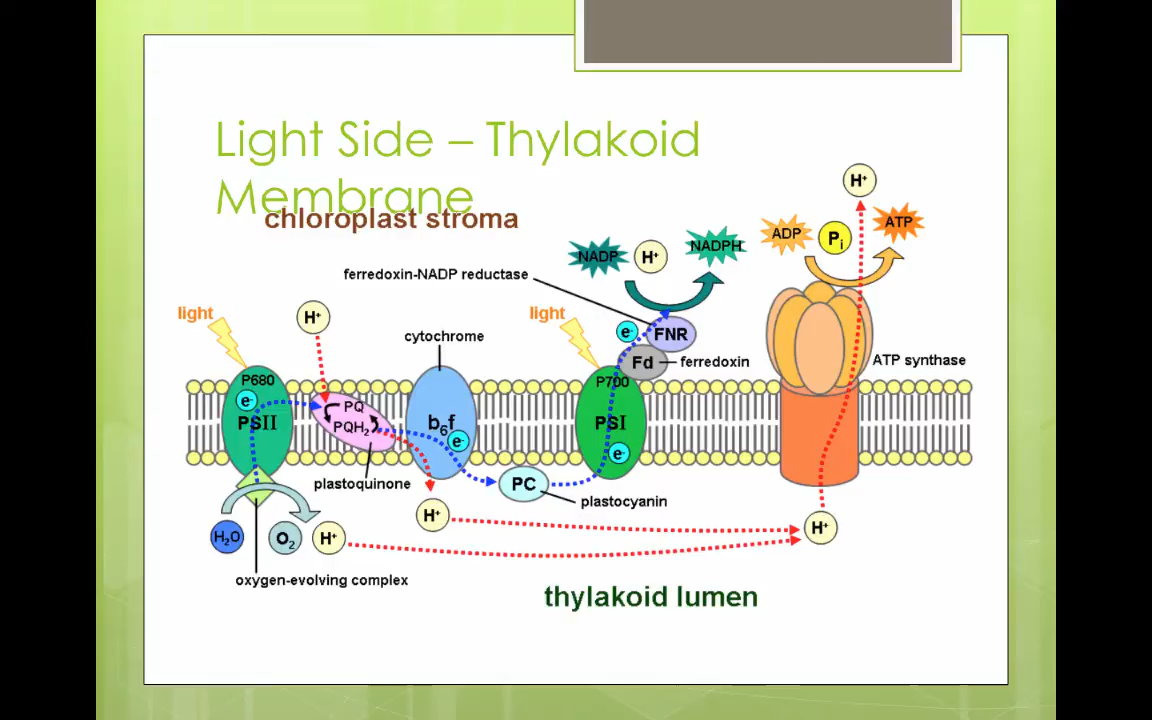 Light Side – Thylakoid
Membrane
chloroplast stroma
H⁺
NADP
H⁺
NADPH
ADP
Pᵢ
ATP
ferredoxin-NADP reductase
light
H⁺
cytochrome
light
e⁻
FNR
Fd
ferredoxin
ATP synthase
P680
e⁻
PSII
PQ
PQH₂
b₆f
e⁻
P700
PSI
e⁻
plastoquinone
PC
plastocyanin
H₂O
O₂
H⁺
H⁺
H⁺
oxygen-evolving complex
thylakoid lumen